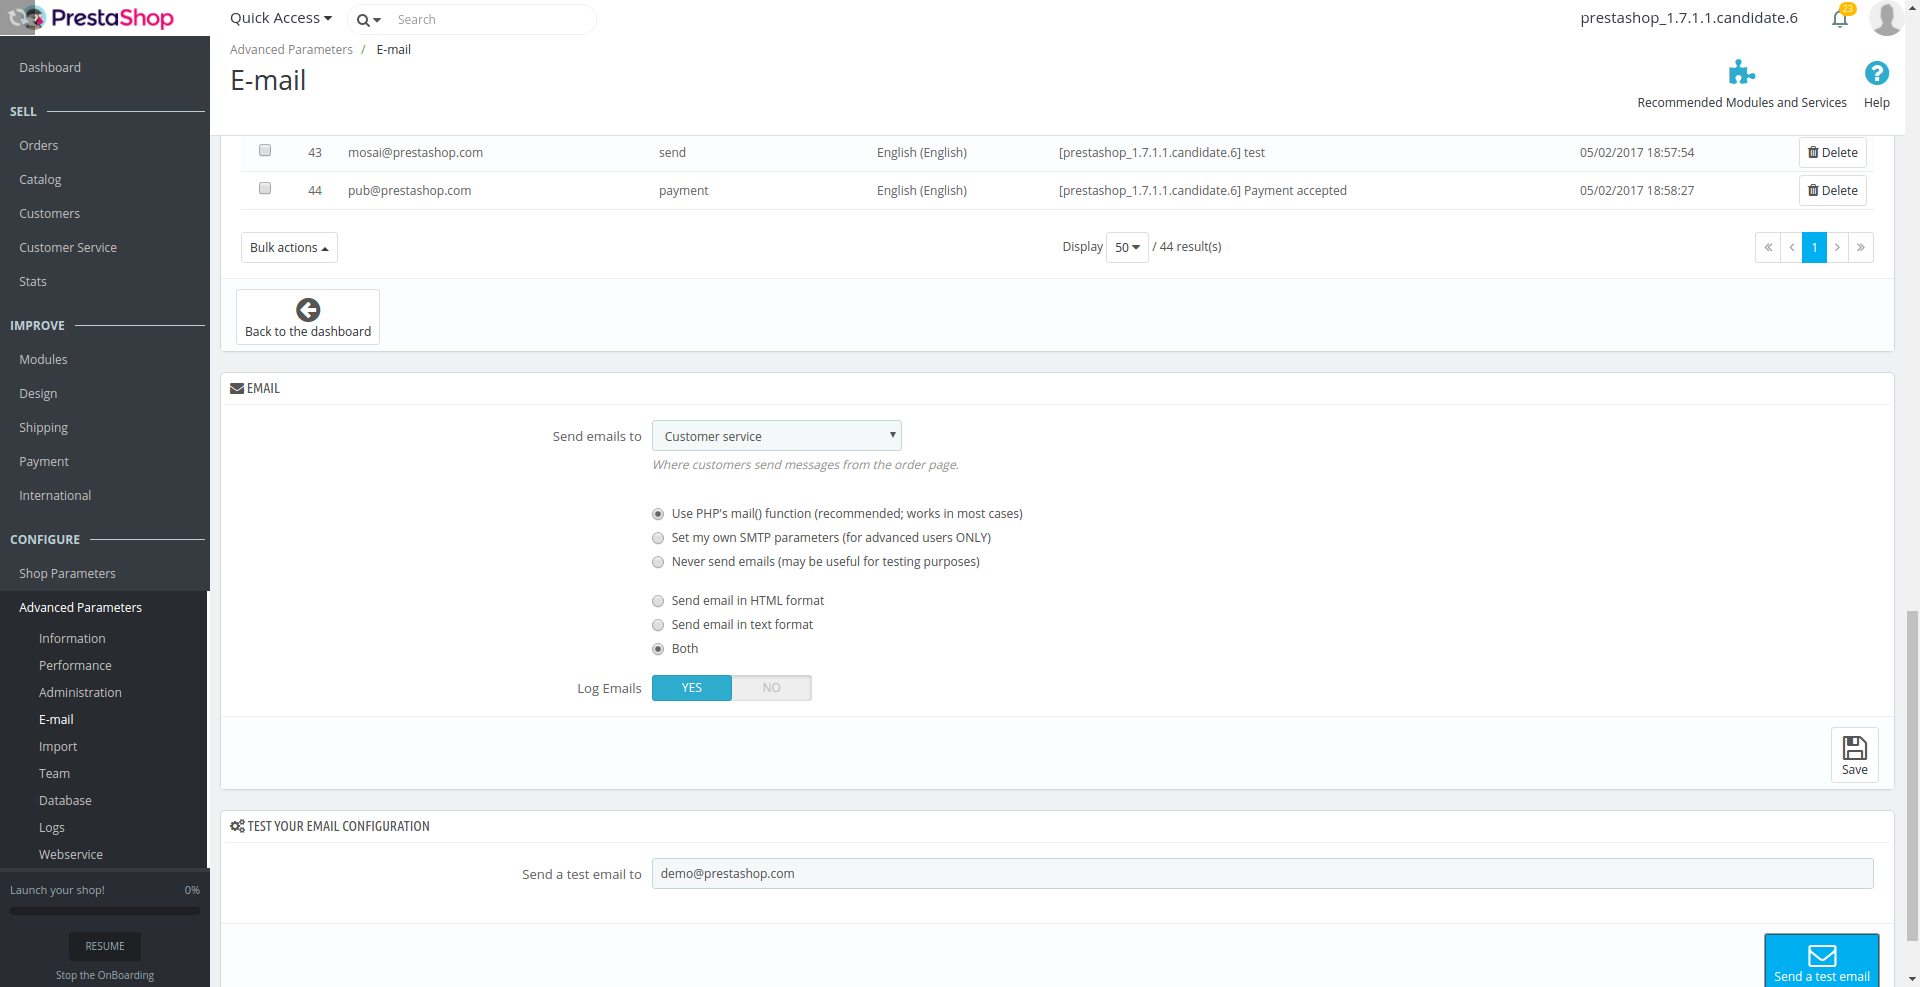 PrestaShop
Quick Access
Search
prestashop_1.7.1.1.candidate.6
23
Advanced Parameters / E-mail
E-mail
Recommended Modules and Services
Help
Dashboard
SELL
Orders
Catalog
Customers
Customer Service
Stats
IMPROVE
Modules
Design
Shipping
Payment
International
CONFIGURE
Shop Parameters
Advanced Parameters
Information
Performance
Administration
E-mail
Import
Team
Database
Logs
Webservice
Launch your shop! 0%
RESUME
Stop the OnBoarding
43 mosai@prestashop.com send English (English) [prestashop_1.7.1.1.candidate.6] test 05/02/2017 18:57:54 Delete
44 pub@prestashop.com payment English (English) [prestashop_1.7.1.1.candidate.6] Payment accepted 05/02/2017 18:58:27 Delete
Bulk actions
Display 50 / 44 result(s)
« < 1 > »
Back to the dashboard
EMAIL
Send emails to Customer service
Where customers send messages from the order page.
Use PHP's mail() function (recommended; works in most cases)
Set my own SMTP parameters (for advanced users ONLY)
Never send emails (may be useful for testing purposes)
Send email in HTML format
Send email in text format
Both
Log Emails YES NO
Save
TEST YOUR EMAIL CONFIGURATION
Send a test email to demo@prestashop.com
Send a test email